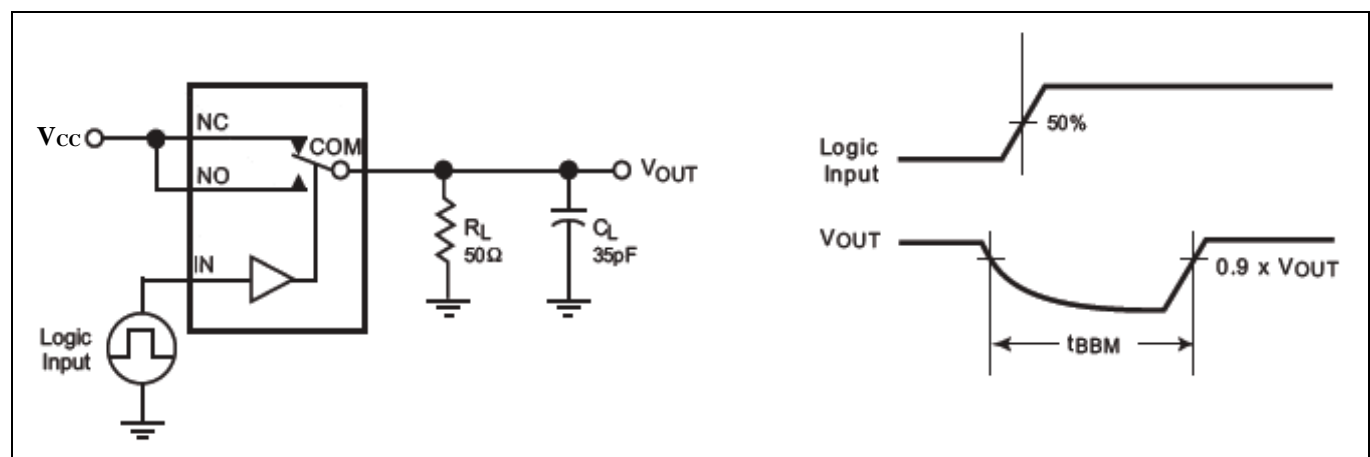 VCC
NC
COM
NO
IN
Logic
Input
RL
50Ω
CL
35pF
VOUT
Logic
Input
50%
VOUT
0.9 x VOUT
tBBM